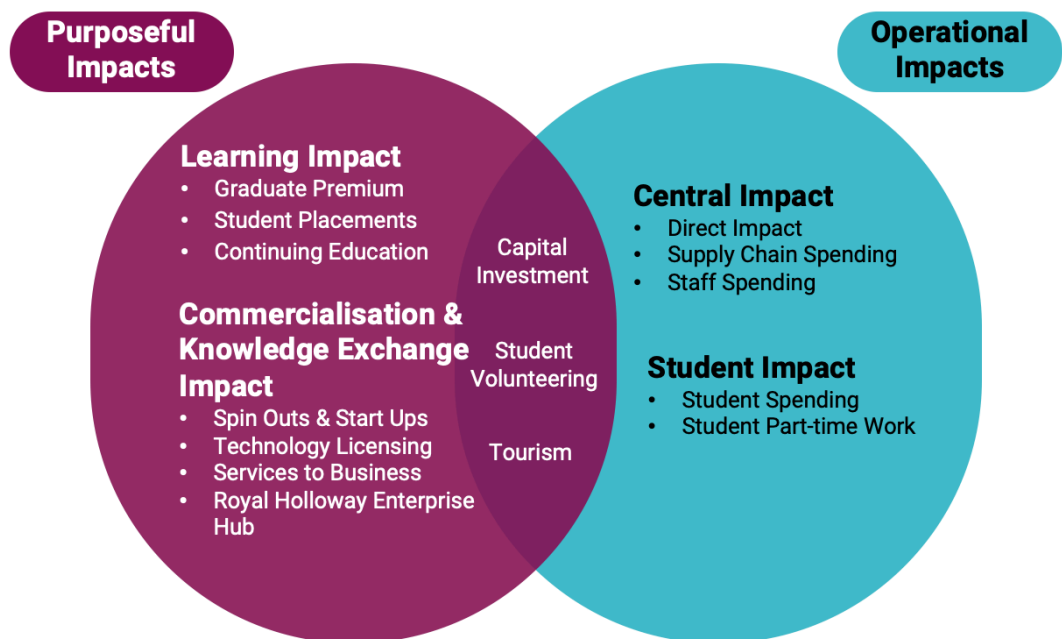 Purposeful
Impacts
Operational
Impacts
Learning Impact
• Graduate Premium
• Student Placements
• Continuing Education
Commercialisation &
Knowledge Exchange
Impact
• Spin Outs & Start Ups
• Technology Licensing
• Services to Business
• Royal Holloway Enterprise
Hub
Capital
Investment
Student
Volunteering
Tourism
Central Impact
• Direct Impact
• Supply Chain Spending
• Staff Spending
Student Impact
• Student Spending
• Student Part-time Work